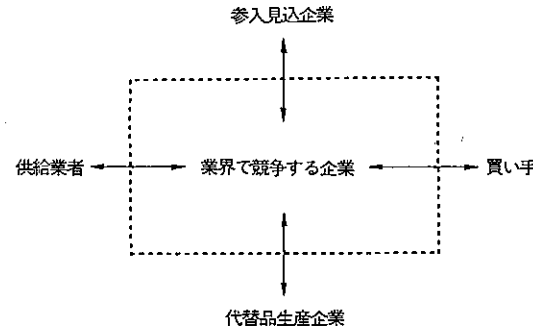 参入見込企業
供給業者
業界で競争する企業
買い手
代替品生産企業